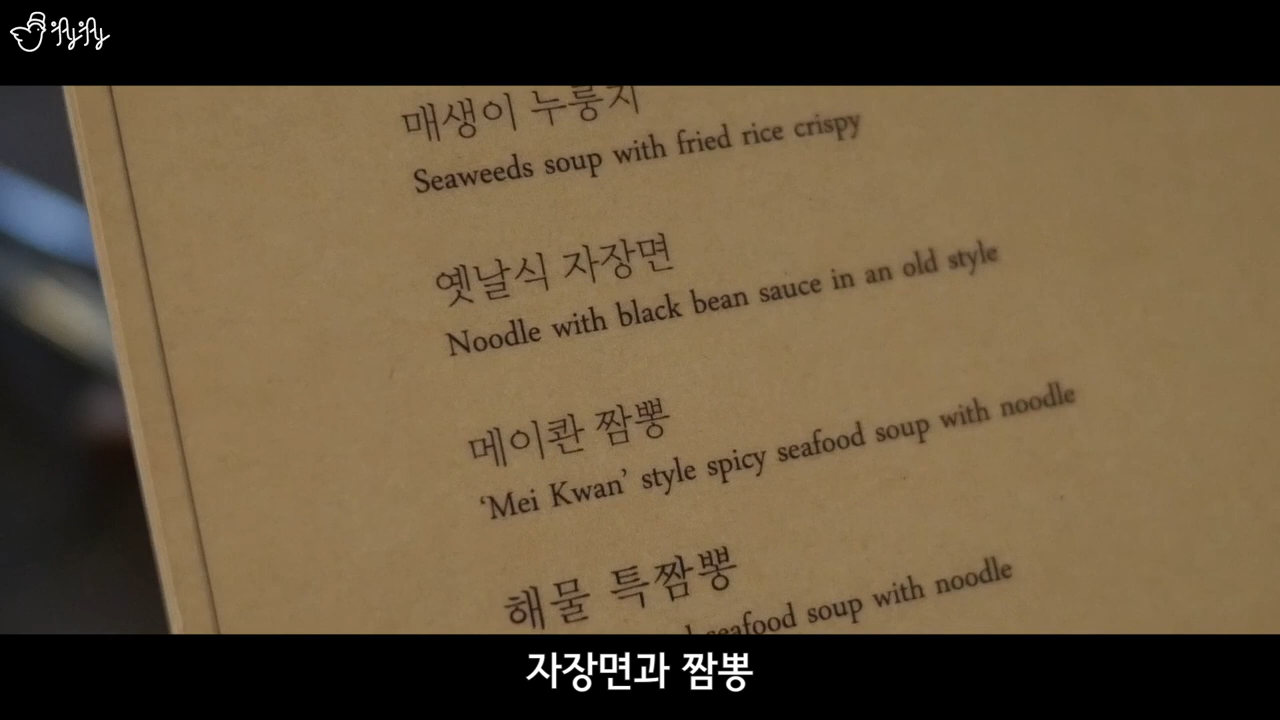 매생이 누룽지
Seaweeds soup with fried rice crispy
옛날식 자장면
Noodle with black bean sauce in an old style
메이콴 짬뽕
‘Mei Kwan’ style spicy seafood soup with noodle
해물 특짬뽕
seafood soup with noodle
자장면과 짬뽕